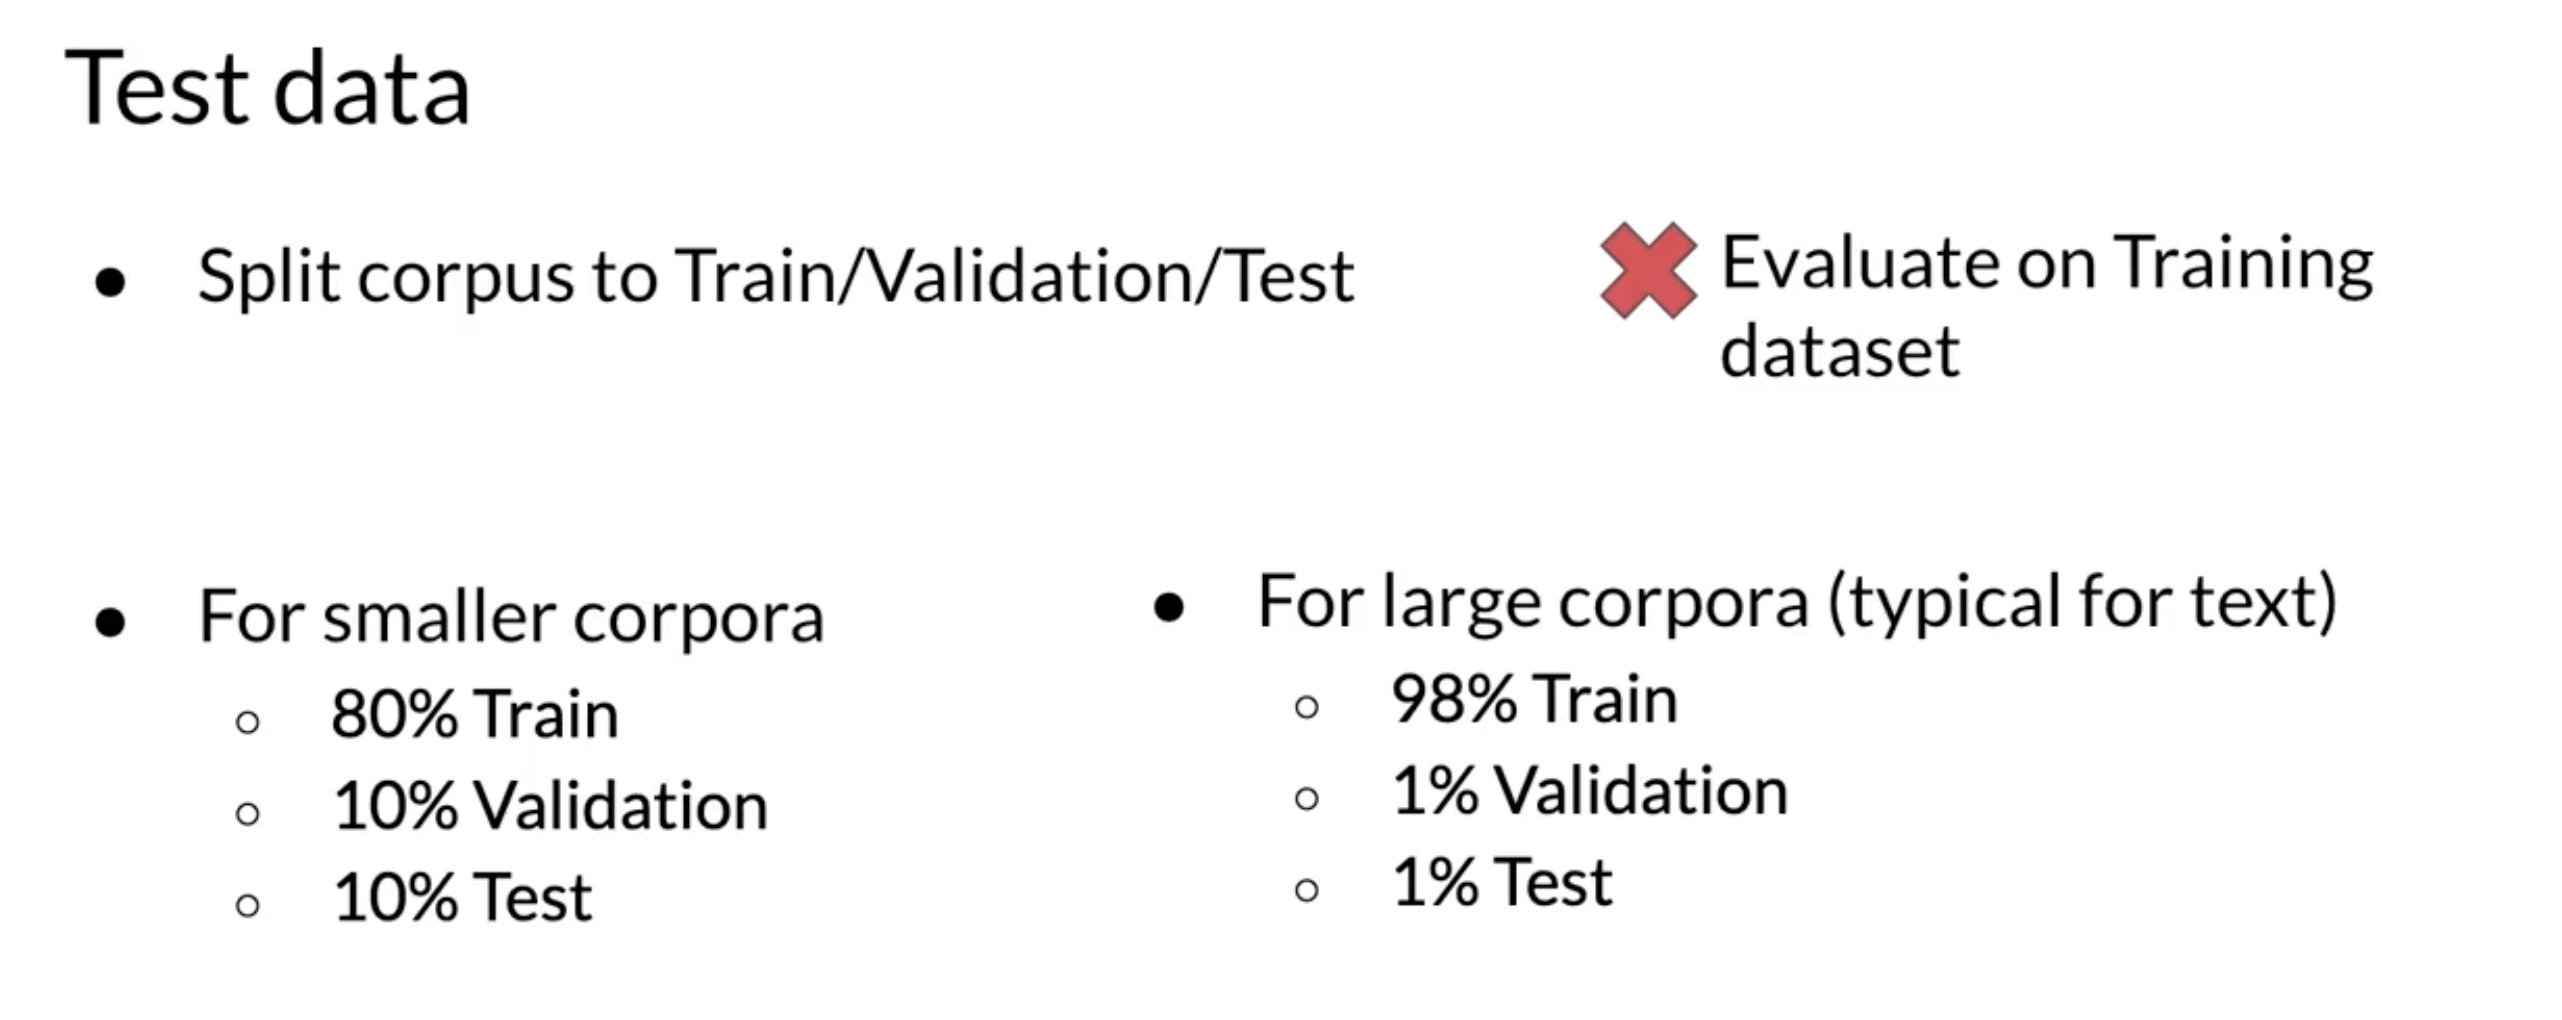 Test data
● Split corpus to Train/Validation/Test
Evaluate on Training
dataset
● For smaller corpora
○ 80% Train
○ 10% Validation
○ 10% Test
● For large corpora (typical for text)
○ 98% Train
○ 1% Validation
○ 1% Test